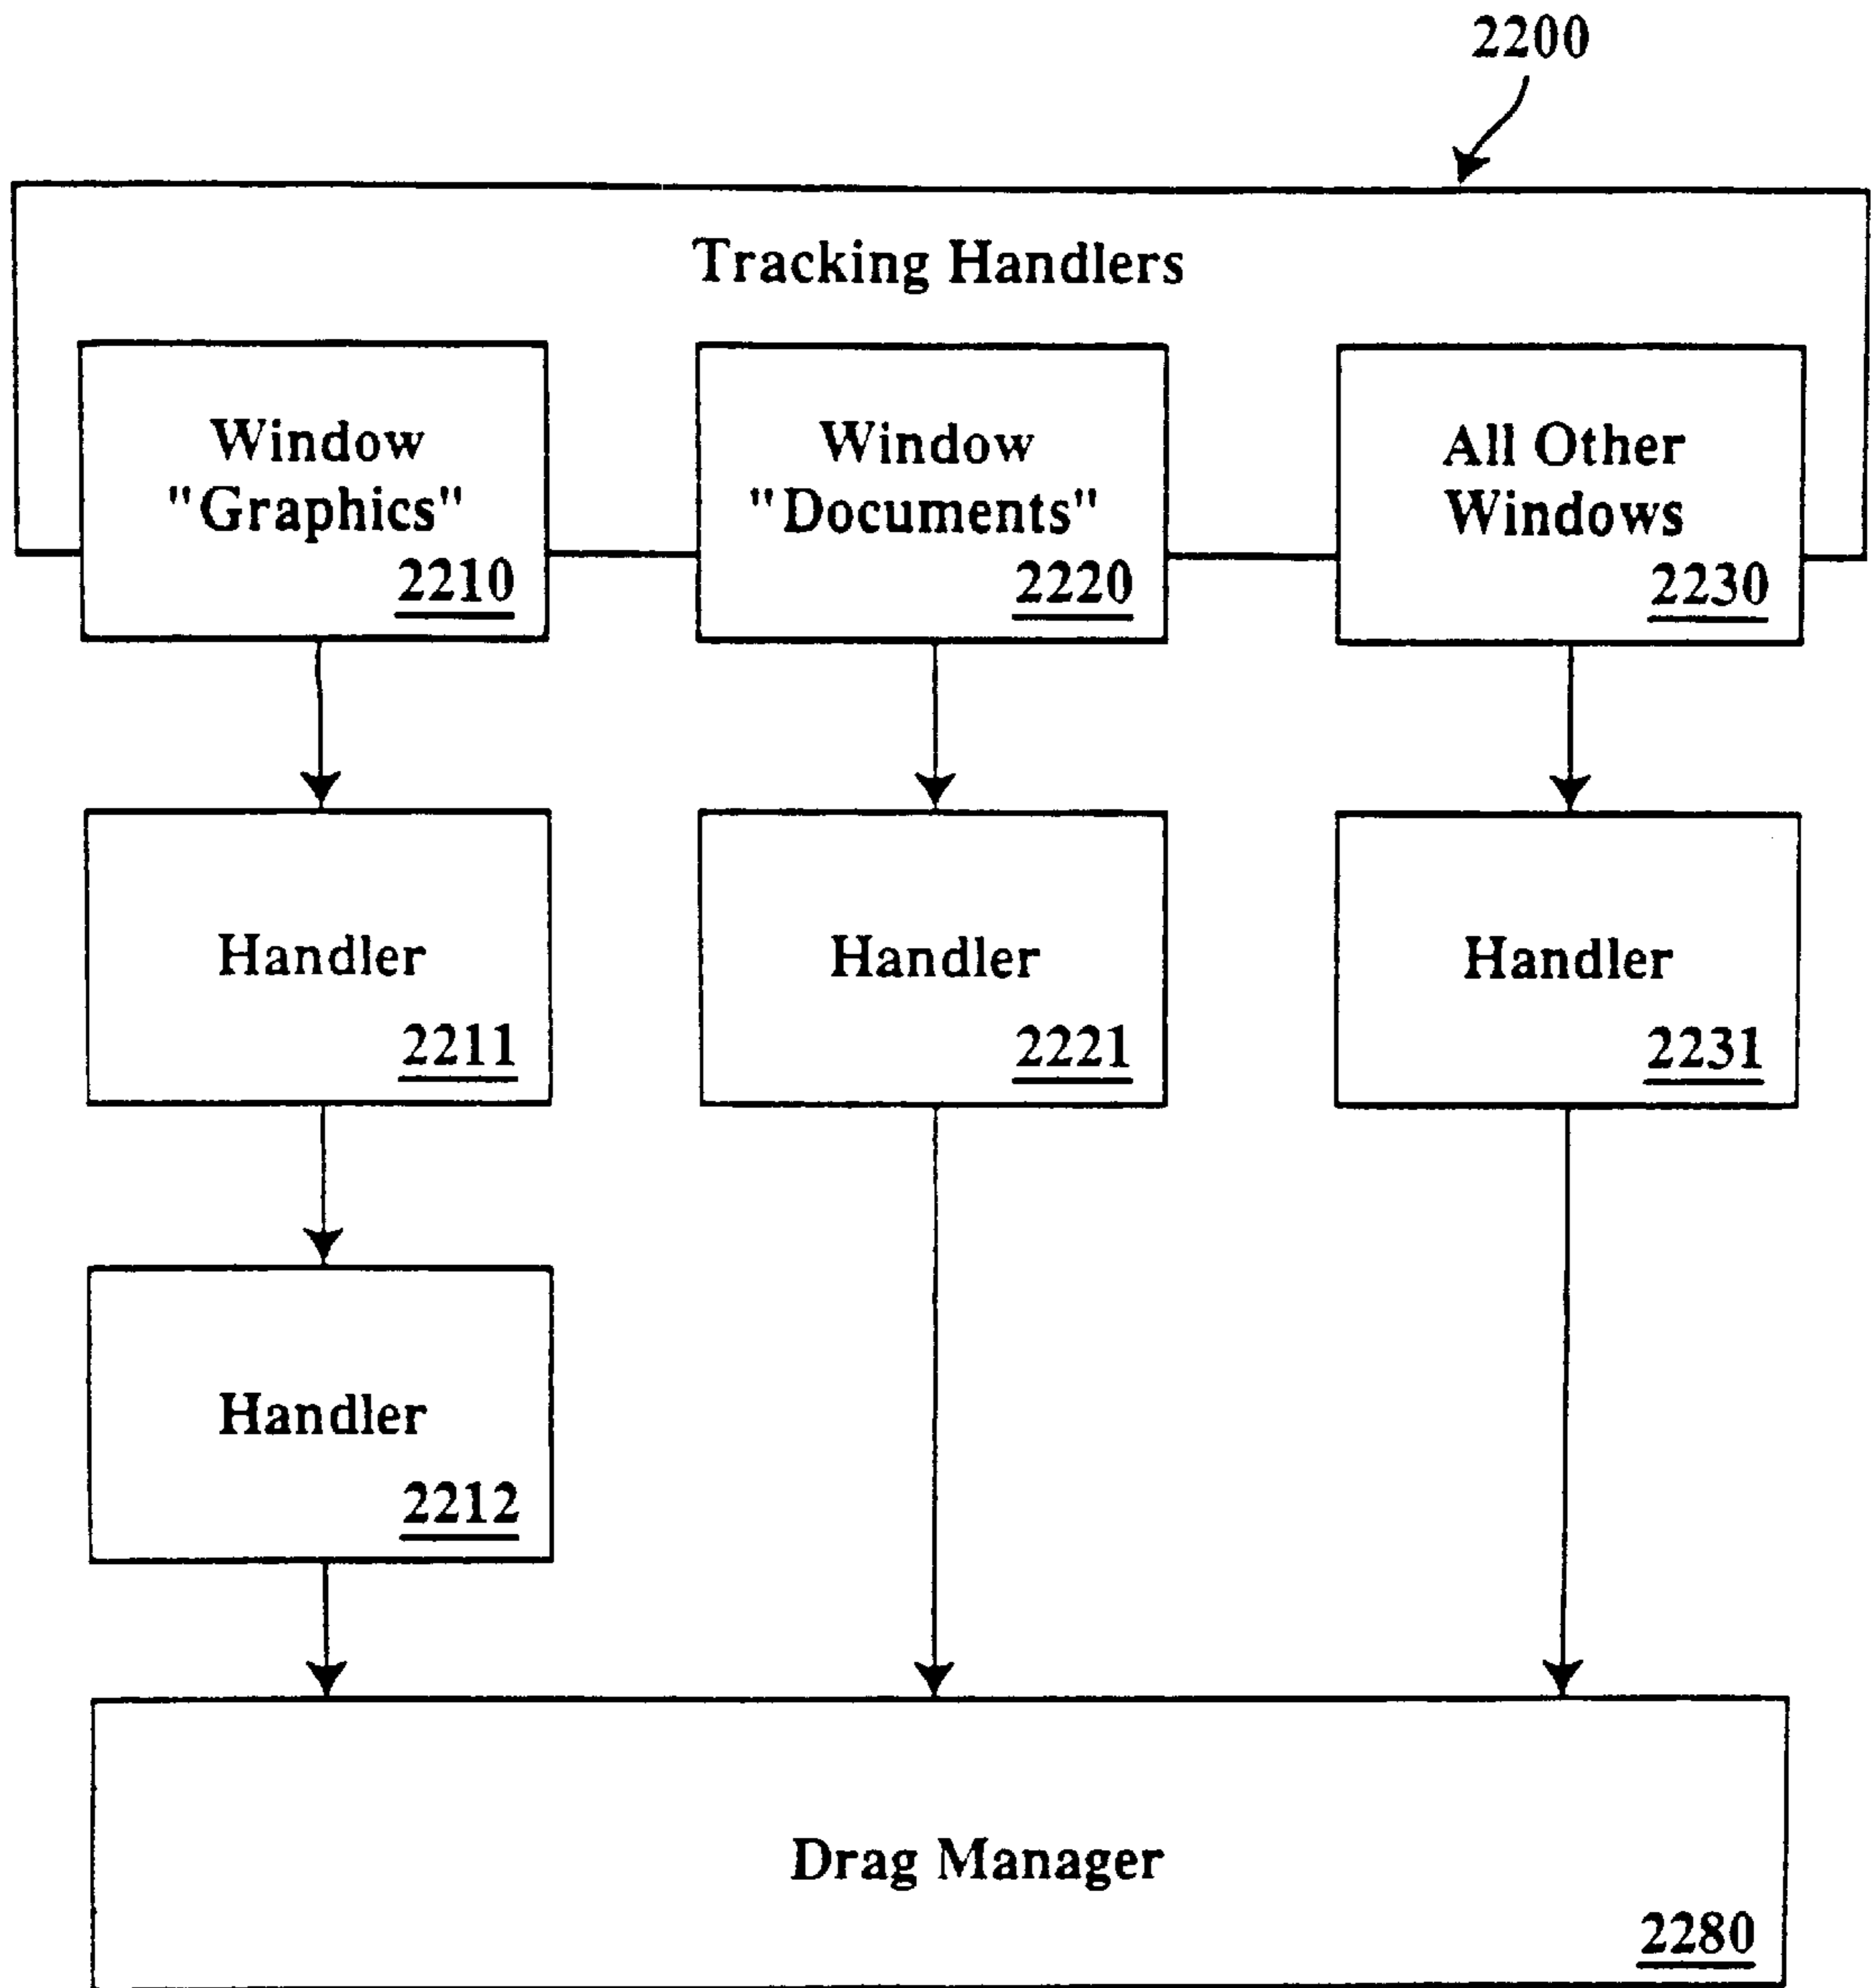 2200
Tracking Handlers
Window
"Graphics"
2210
Window
"Documents"
2220
All Other
Windows
2230
Handler
2211
Handler
2221
Handler
2231
Handler
2212
Drag Manager
2280